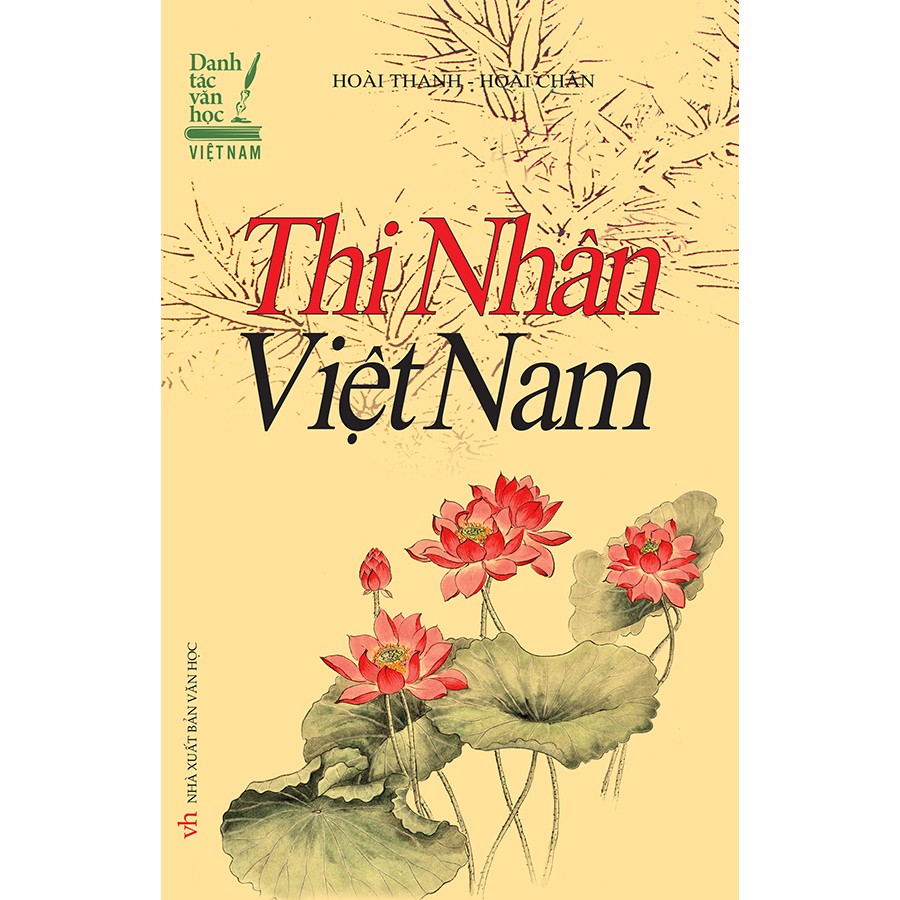 Danh
tác
văn
học
VIỆT NAM
HOÀI THANH - HOÀI CHÂN
Thi Nhân
Việt Nam
vh NHÀ XUẤT BẢN VĂN HỌC